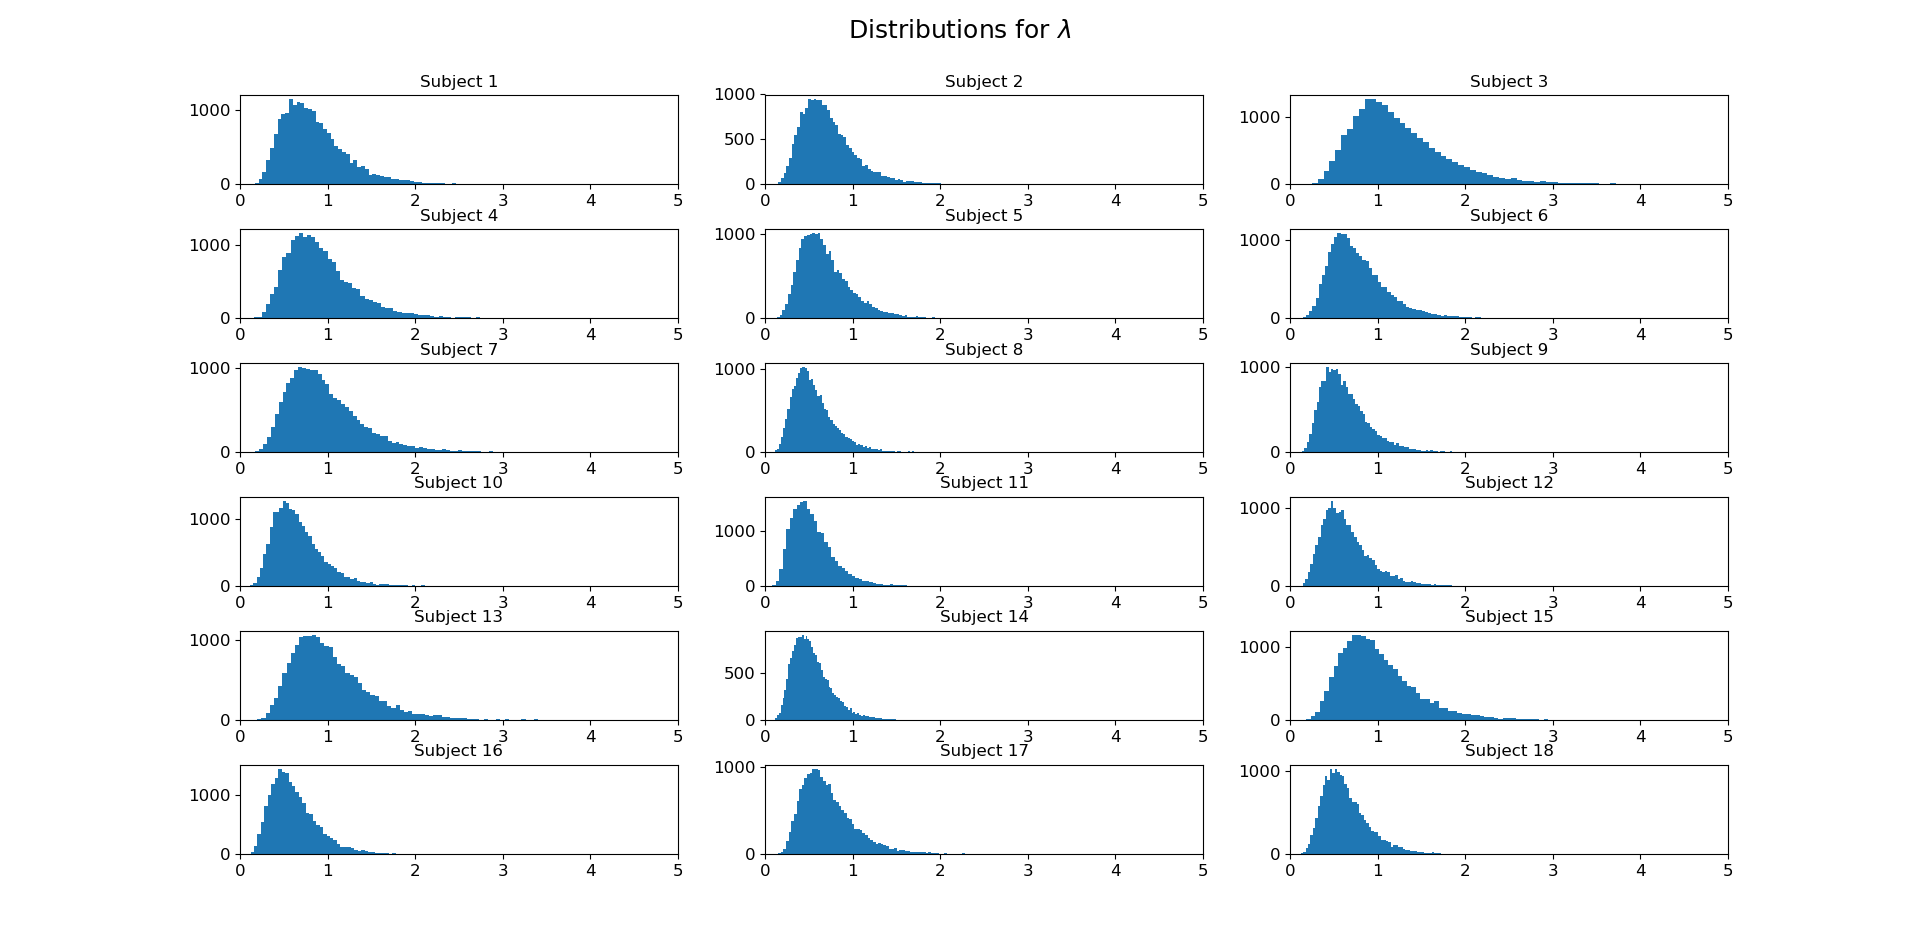 Distributions for λ
Subject 1 Subject 2 Subject 3
1000 1000 1000
500
0 0 0
0 1 2 3 4 5 0 1 2 3 4 5 0 1 2 3 4 5
Subject 4 Subject 5 Subject 6
1000 1000 1000
0 0 0
0 1 2 3 4 5 0 1 2 3 4 5 0 1 2 3 4 5
Subject 7 Subject 8 Subject 9
1000 1000 1000
0 0 0
0 1 2 3 4 5 0 1 2 3 4 5 0 1 2 3 4 5
Subject 10 Subject 11 Subject 12
1000 1000 1000
0 0 0
0 1 2 3 4 5 0 1 2 3 4 5 0 1 2 3 4 5
Subject 13 Subject 14 Subject 15
1000 500 1000
0 0 0
0 1 2 3 4 5 0 1 2 3 4 5 0 1 2 3 4 5
Subject 16 Subject 17 Subject 18
1000 1000 1000
0 0 0
0 1 2 3 4 5 0 1 2 3 4 5 0 1 2 3 4 5